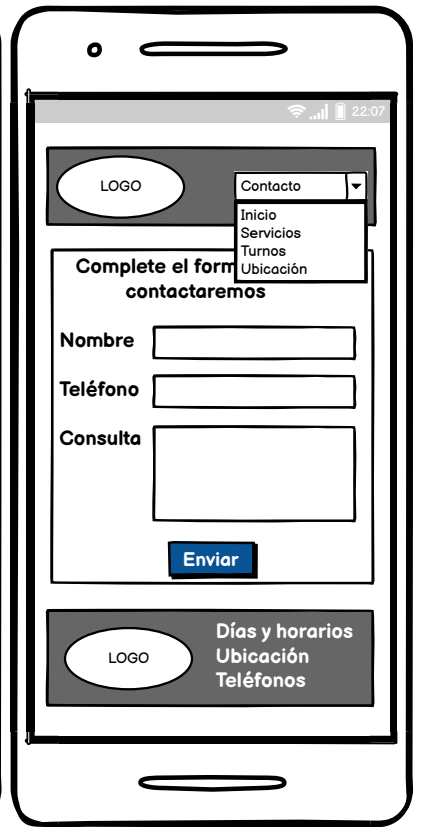 22:07
LOGO
Contacto
Inicio
Servicios
Turnos
Ubicación
Complete el form
contactaremos
Nombre
Teléfono
Consulta
Enviar
LOGO
Días y horarios
Ubicación
Teléfonos